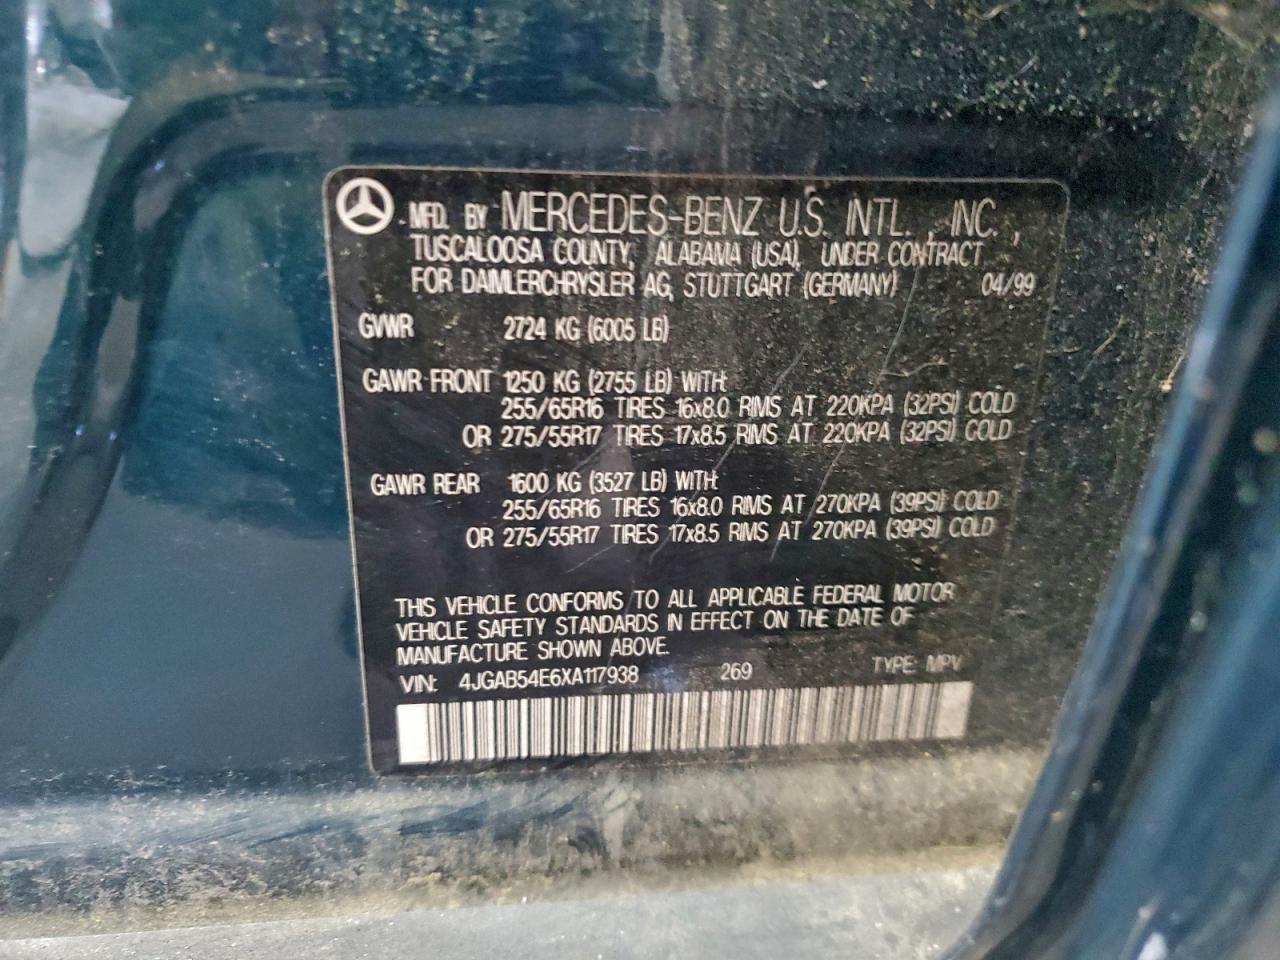 MFD. BY MERCEDES-BENZ U.S. INTL., INC.,
TUSCALOOSA COUNTY, ALABAMA (USA), UNDER CONTRACT
FOR DAIMLERCHRYSLER AG, STUTTGART (GERMANY) 04/99
GVWR 2724 KG (6005 LB)
GAWR FRONT 1250 KG (2755 LB) WITH:
255/65R16 TIRES 16x8.0 RIMS AT 220KPA (32PSI) COLD
OR 275/55R17 TIRES 17x8.5 RIMS AT 220KPA (32PSI) COLD
GAWR REAR 1600 KG (3527 LB) WITH:
255/65R16 TIRES 16x8.0 RIMS AT 270KPA (39PSI) COLD
OR 275/55R17 TIRES 17x8.5 RIMS AT 270KPA (39PSI) COLD
THIS VEHICLE CONFORMS TO ALL APPLICABLE FEDERAL MOTOR
VEHICLE SAFETY STANDARDS IN EFFECT ON THE DATE OF
MANUFACTURE SHOWN ABOVE.
VIN: 4JGAB54E6XA117938 269 TYPE: MPV